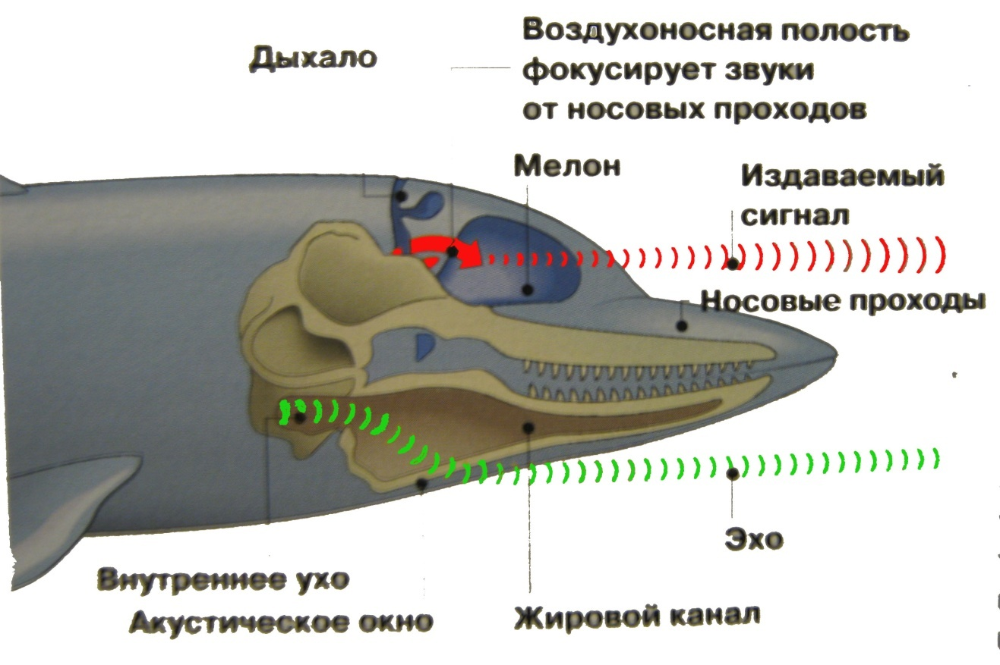 Дыхало
Воздухоносная полость
фокусирует звуки
от носовых проходов
Мелон
Издаваемый
сигнал
Носовые проходы
Эхо
Внутреннее ухо
Акустическое окно
Жировой канал